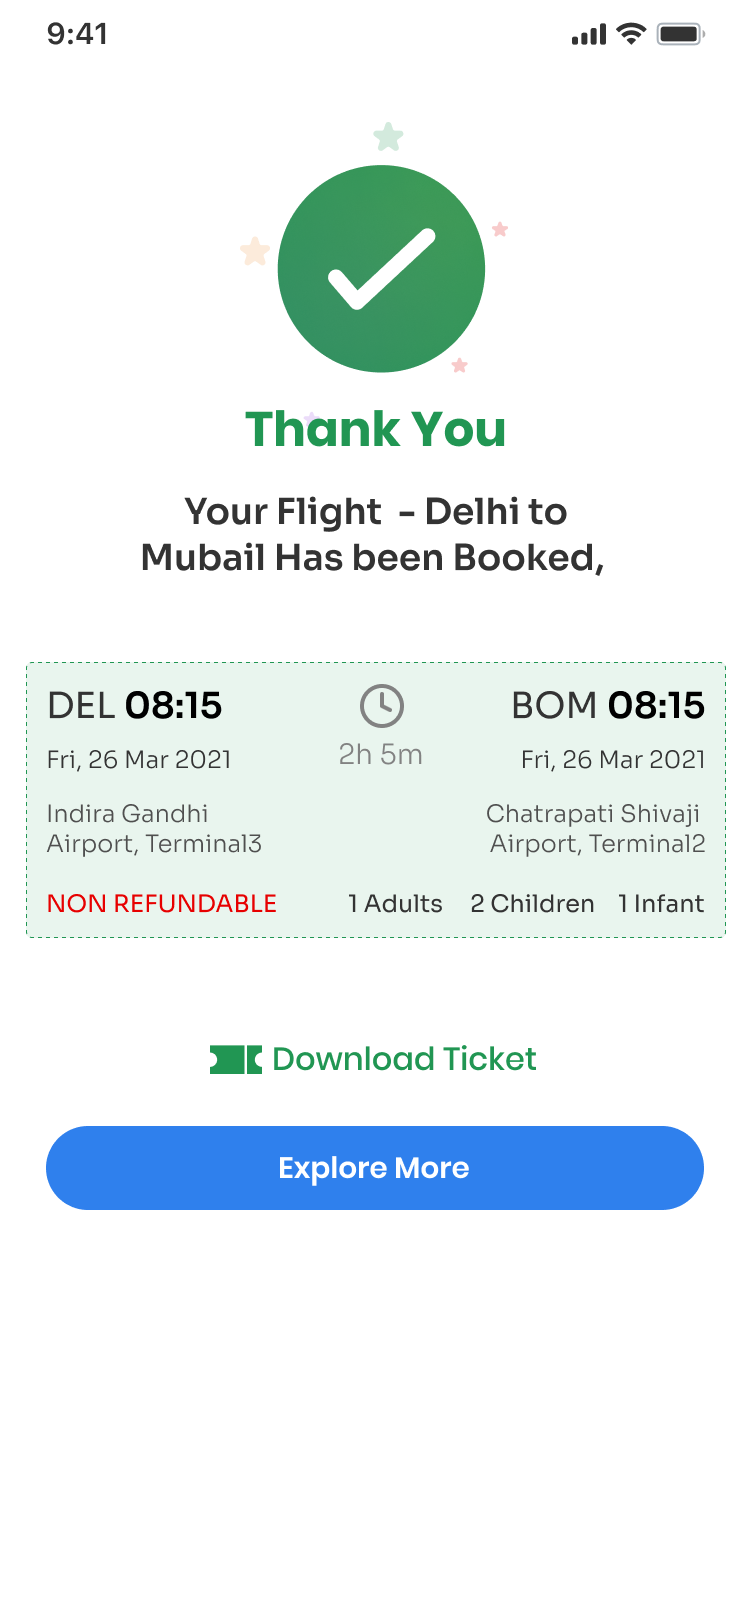 9:41
Thank You
Your Flight - Delhi to
Mubail Has been Booked,
DEL 08:15
BOM 08:15
2h 5m
Fri, 26 Mar 2021
Fri, 26 Mar 2021
Indira Gandhi
Airport, Terminal3
Chatrapati Shivaji
Airport, Terminal2
NON REFUNDABLE
1 Adults 2 Children 1 Infant
Download Ticket
Explore More